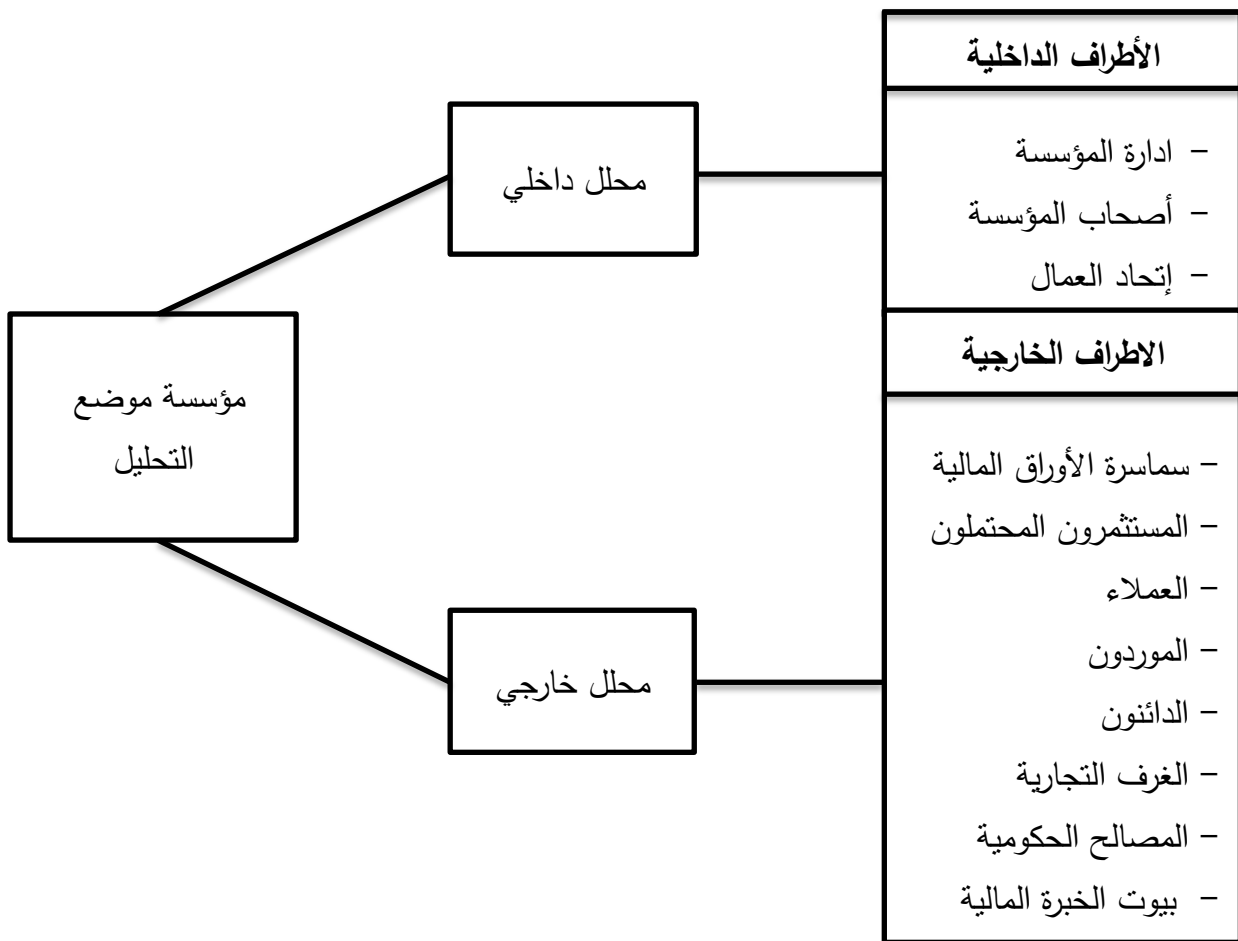 الأطراف الداخلية
– ادارة المؤسسة
– أصحاب المؤسسة
– إتحاد العمال
الاطراف الخارجية
– سماسرة الأوراق المالية
– المستثمرون المحتملون
– العملاء
– الموردون
– الدائنون
– الغرف التجارية
– المصالح الحكومية
– بيوت الخبرة المالية
محلل داخلي
محلل خارجي
مؤسسة موضع
التحليل